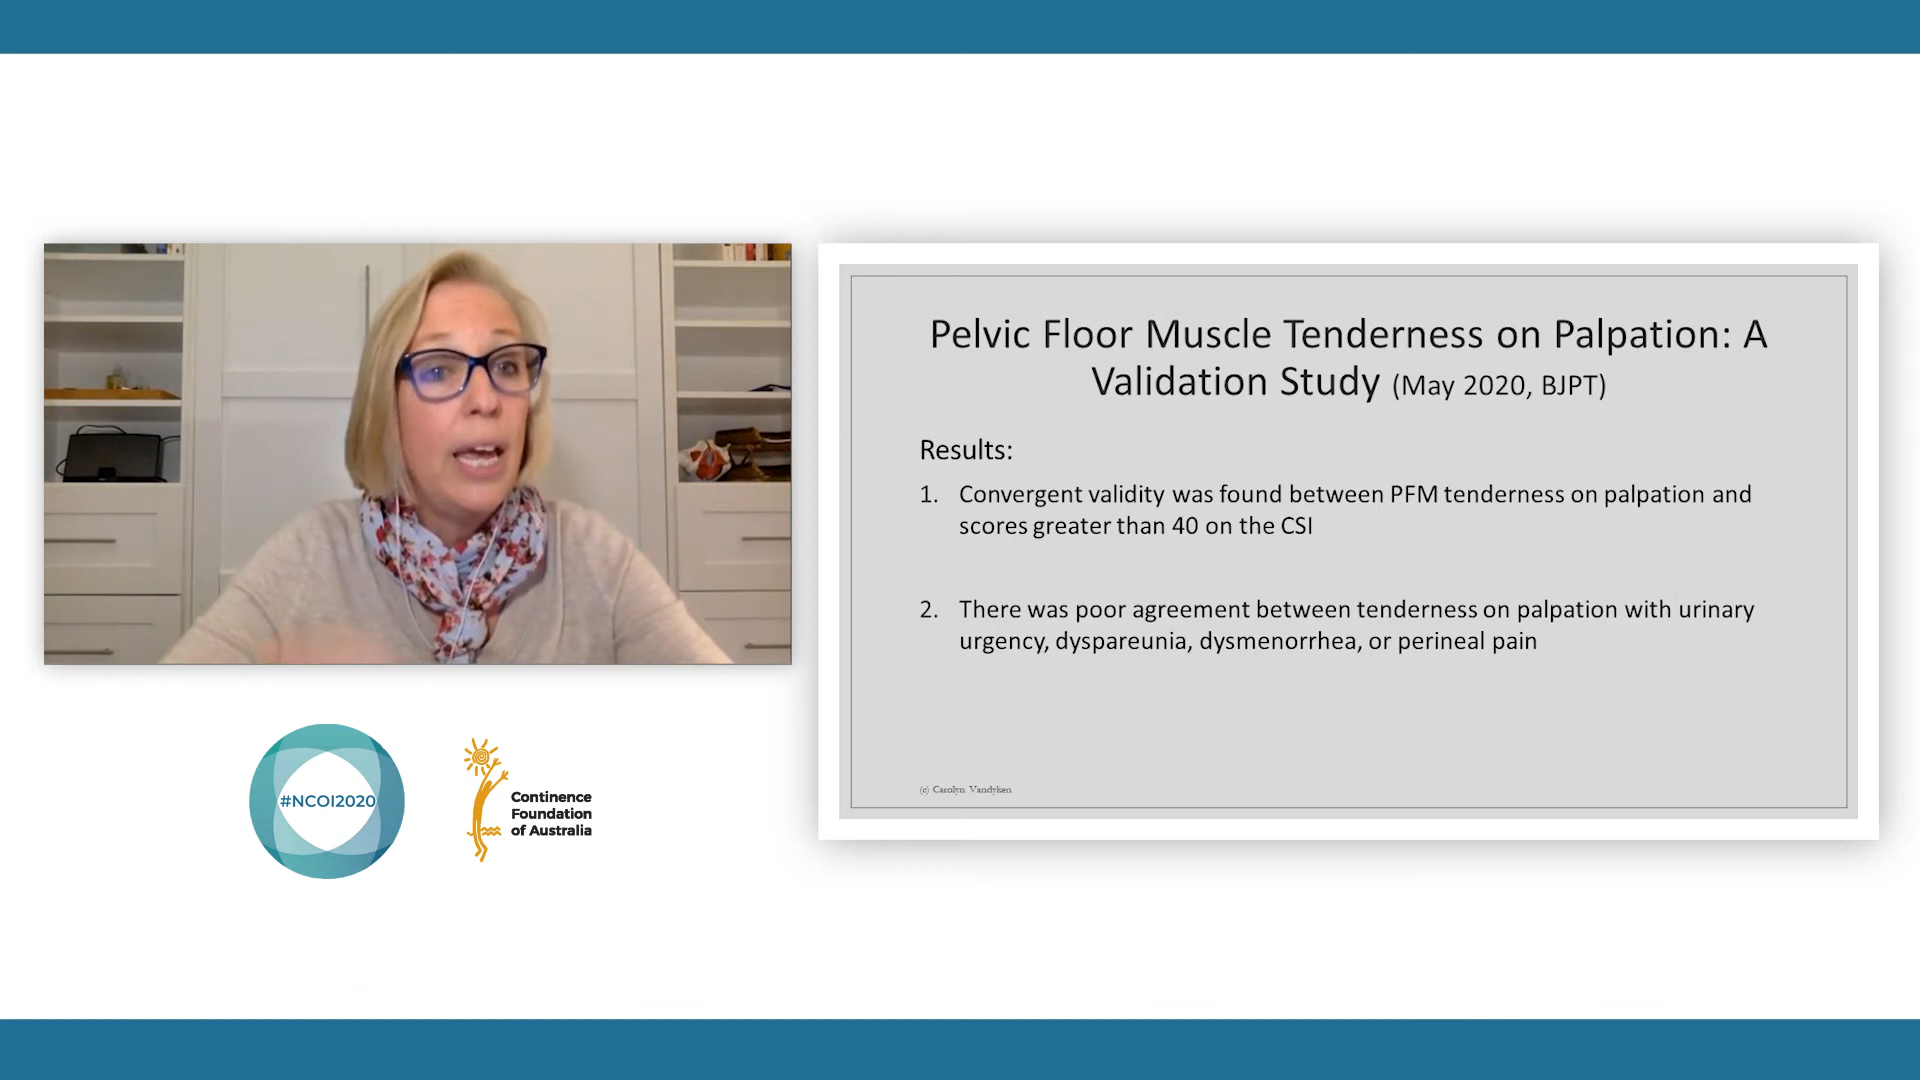 Pelvic Floor Muscle Tenderness on Palpation: A
Validation Study (May 2020, BJPT)
Results:
1. Convergent validity was found between PFM tenderness on palpation and
scores greater than 40 on the CSI
2. There was poor agreement between tenderness on palpation with urinary
urgency, dyspareunia, dysmenorrhea, or perineal pain
(c) Carolyn Vandyken
#NCOI2020
Continence
Foundation
of Australia